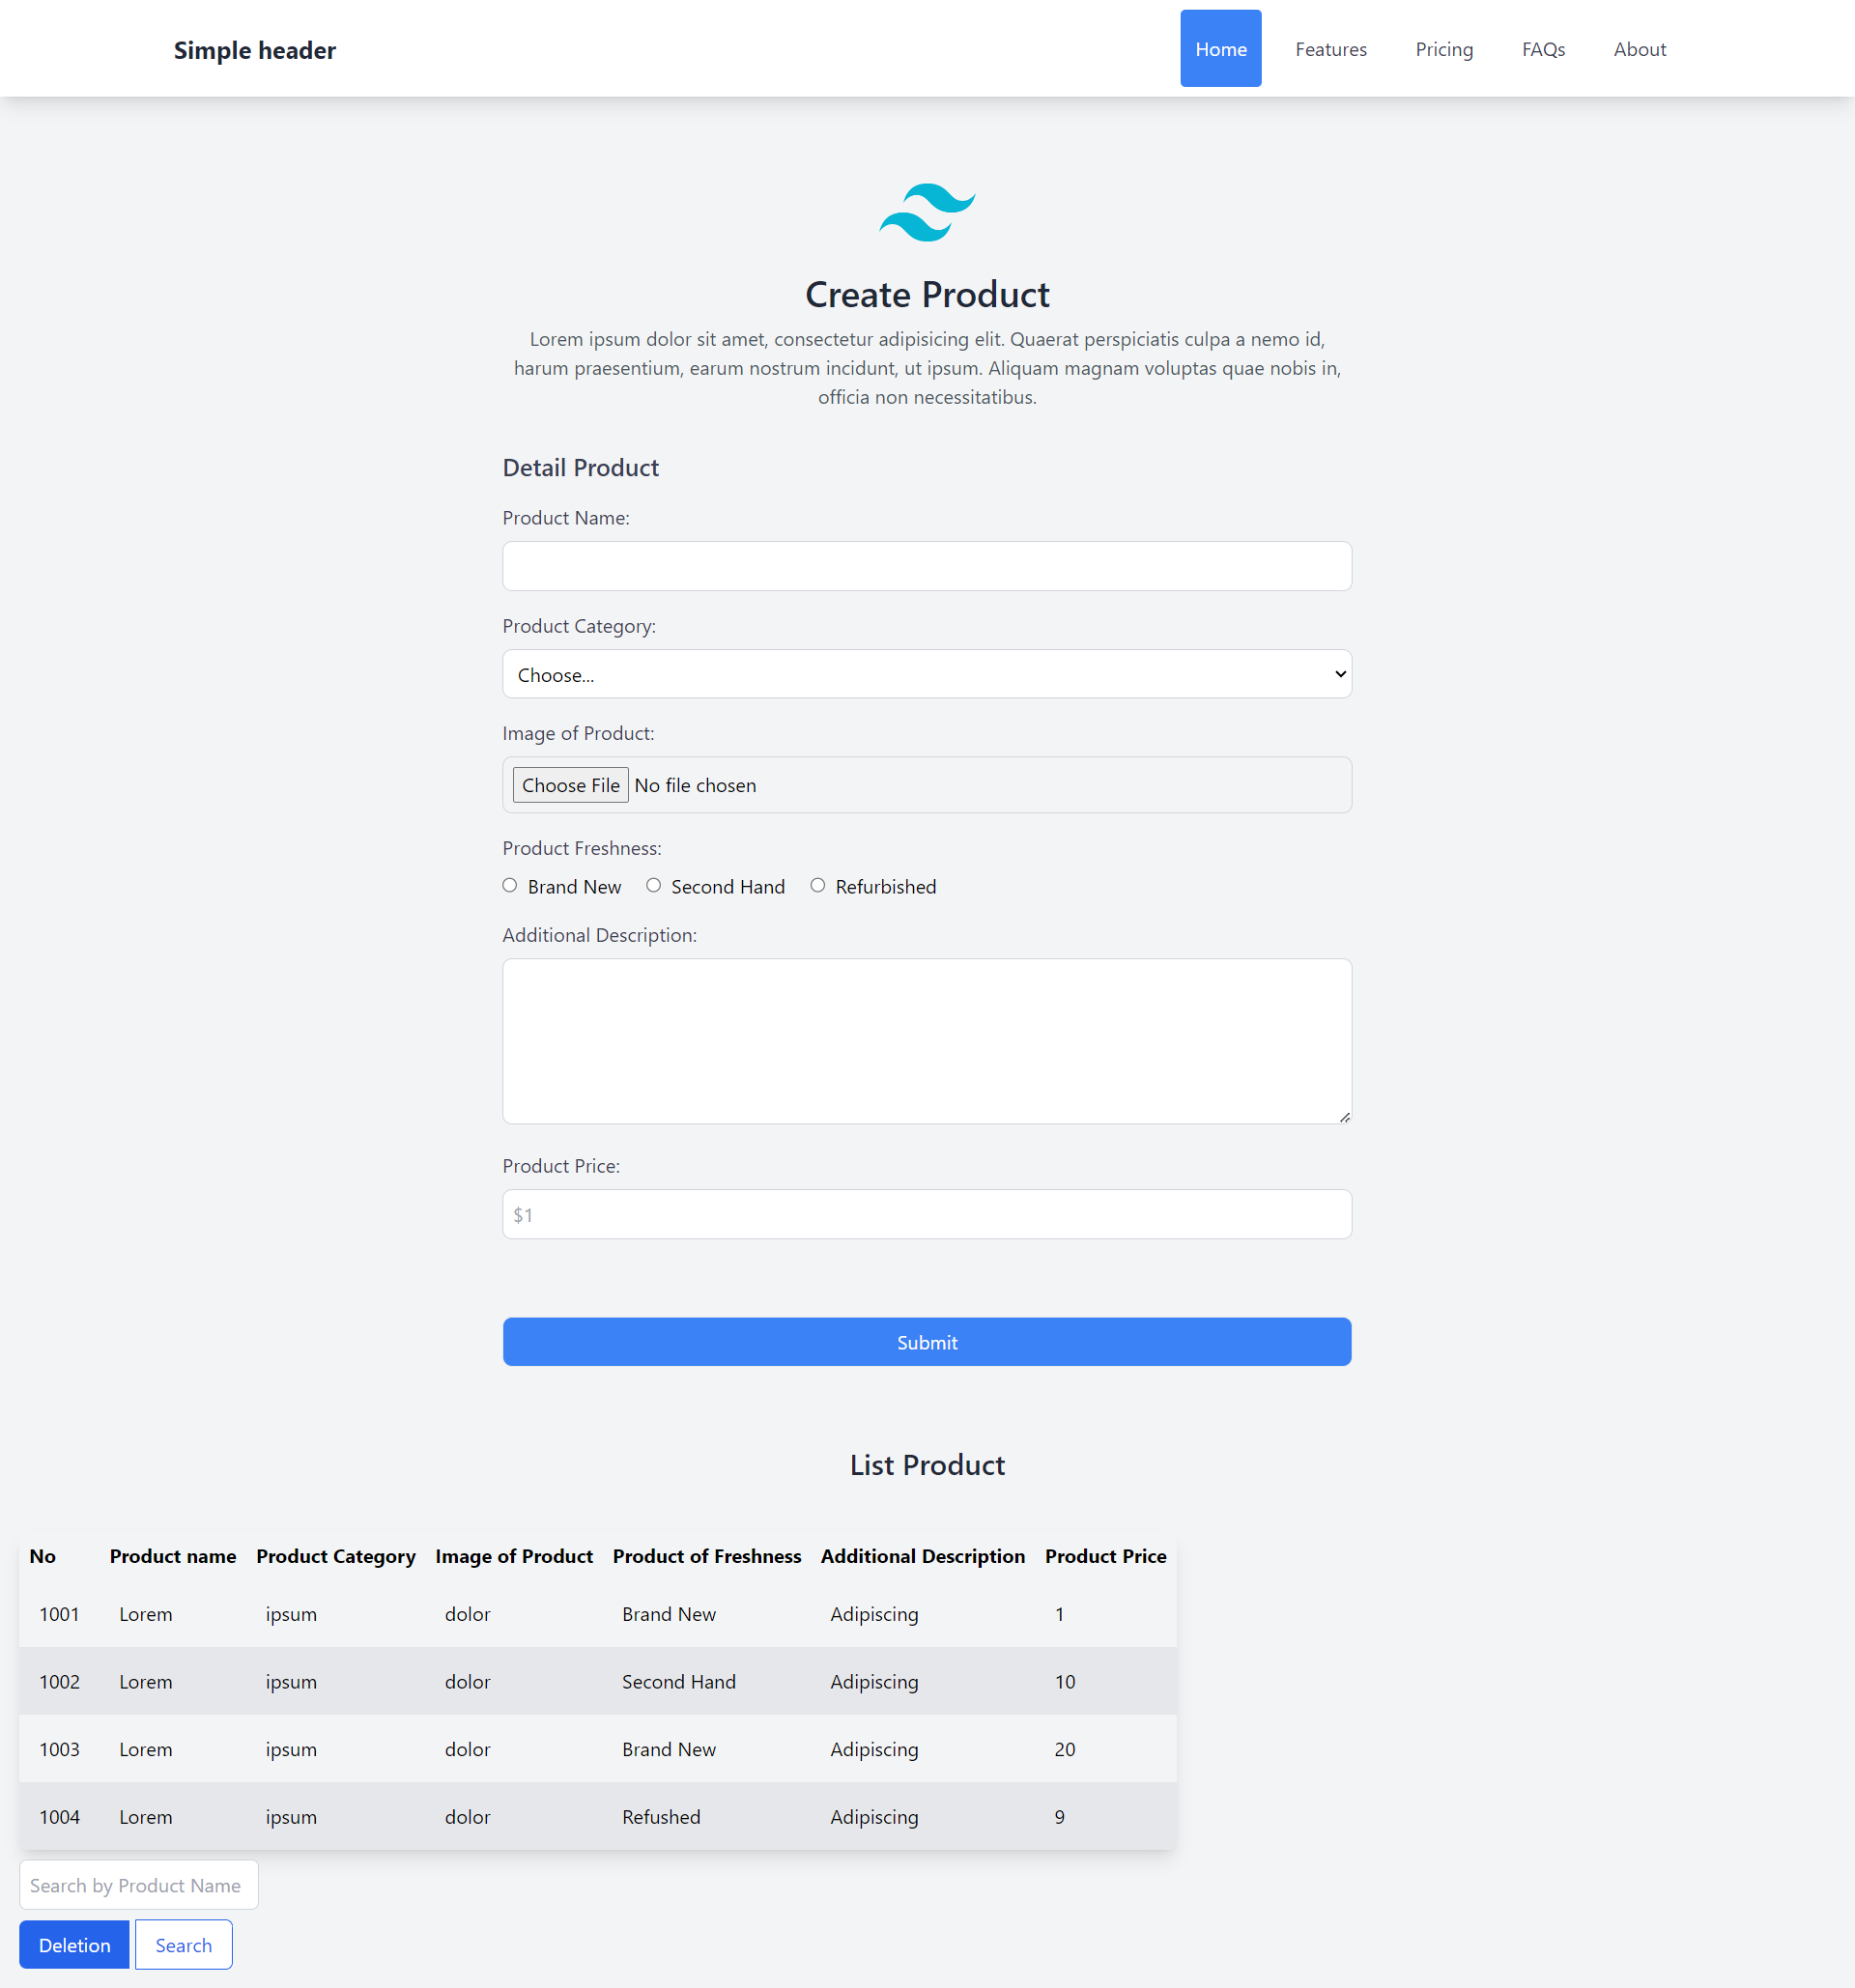 Simple header
Home Features Pricing FAQs About
Create Product
Lorem ipsum dolor sit amet, consectetur adipisicing elit. Quaerat perspiciatis culpa a nemo id,
harum praesentium, earum nostrum incidunt, ut ipsum. Aliquam magnam voluptas quae nobis in,
officia non necessitatibus.
Detail Product
Product Name:
Product Category:
Choose...
Image of Product:
Choose File No file chosen
Product Freshness:
Brand New Second Hand Refurbished
Additional Description:
Product Price:
$1
Submit
List Product
No Product name Product Category Image of Product Product of Freshness Additional Description Product Price
1001 Lorem ipsum dolor Brand New Adipiscing 1
1002 Lorem ipsum dolor Second Hand Adipiscing 10
1003 Lorem ipsum dolor Brand New Adipiscing 20
1004 Lorem ipsum dolor Refushed Adipiscing 9
Search by Product Name
Deletion Search